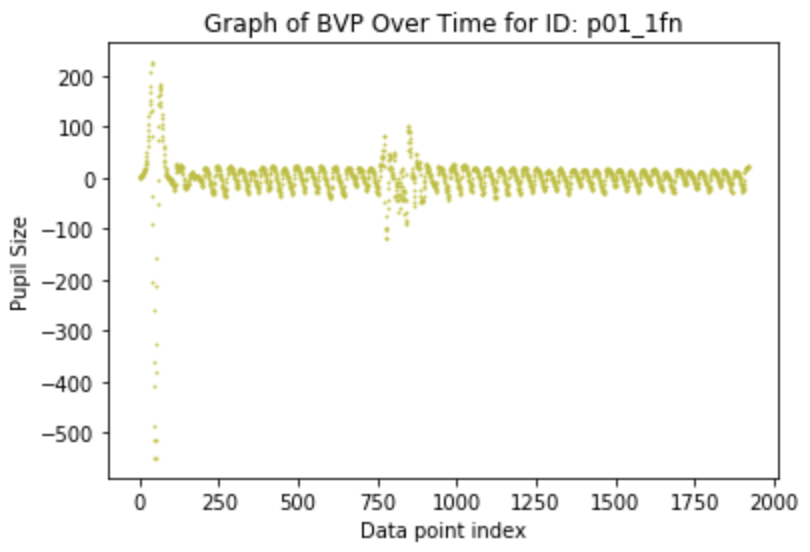 Graph of BVP Over Time for ID: p01_1fn
200
100
0
−100
−200
−300
−400
−500
Pupil Size
0 250 500 750 1000 1250 1500 1750 2000
Data point index